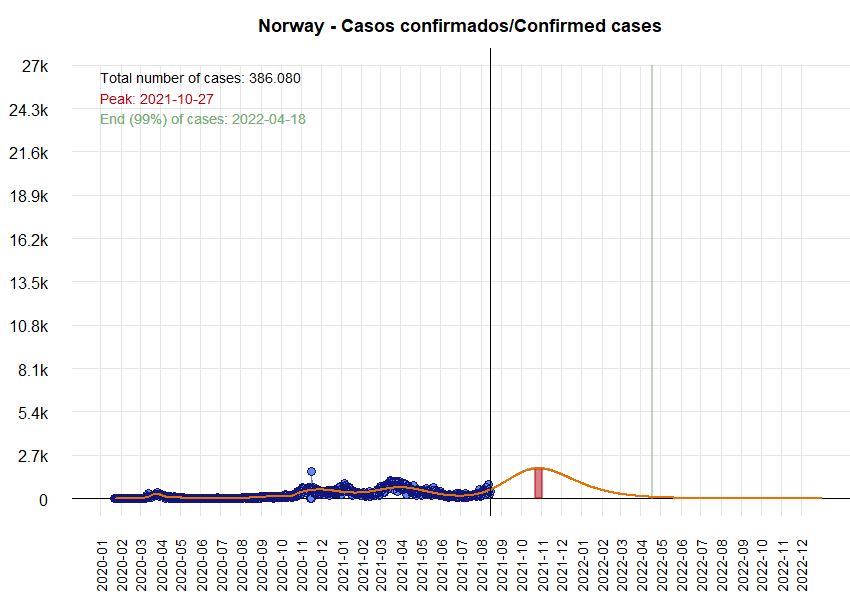 Norway - Casos confirmados/Confirmed cases
27k
24.3k
21.6k
18.9k
16.2k
13.5k
10.8k
8.1k
5.4k
2.7k
0
Total number of cases: 386.080
Peak: 2021-10-27
End (99%) of cases: 2022-04-18
2020-01
2020-02
2020-03
2020-04
2020-05
2020-06
2020-07
2020-08
2020-09
2020-10
2020-11
2020-12
2021-01
2021-02
2021-03
2021-04
2021-05
2021-06
2021-07
2021-08
2021-09
2021-10
2021-11
2021-12
2022-01
2022-02
2022-03
2022-04
2022-05
2022-06
2022-07
2022-08
2022-09
2022-10
2022-11
2022-12